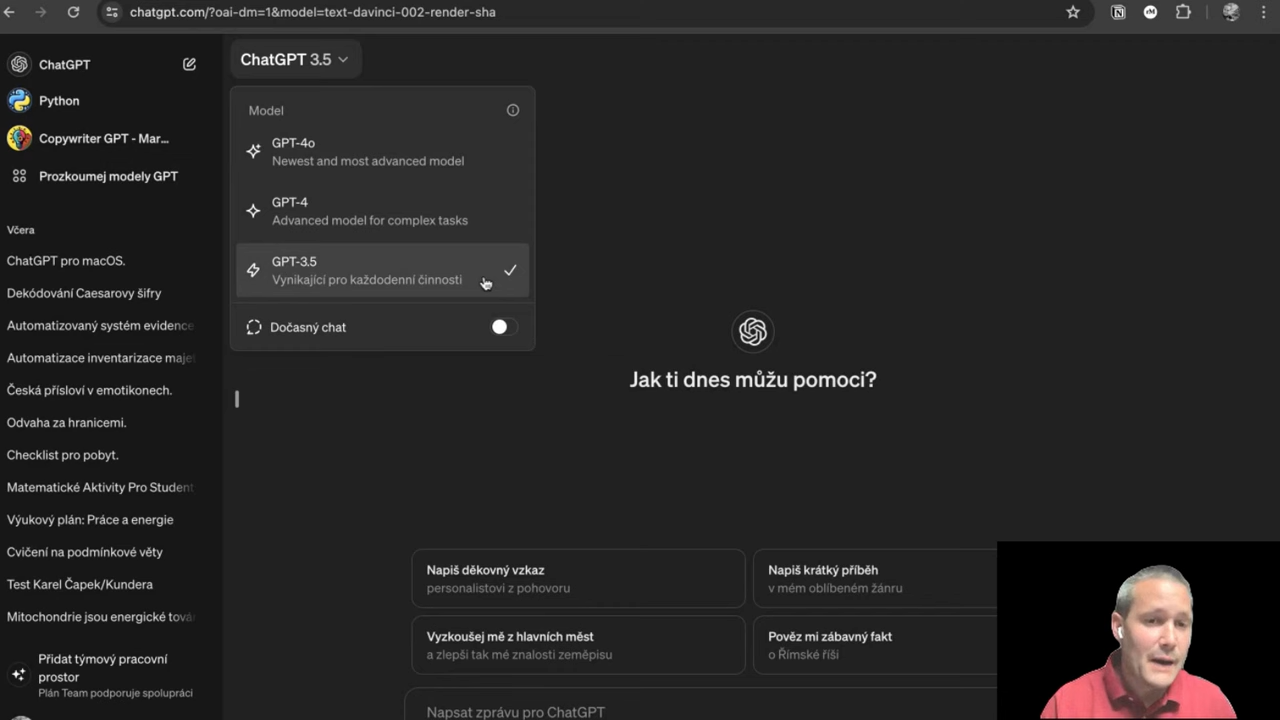 chatgpt.com/?oai-dm=1&model=text-davinci-002-render-sha
ChatGPT
Python
Copywriter GPT - Mar...
Prozkoumej modely GPT
Včera
ChatGPT pro macOS.
Dekódování Caesarovy šifry
Automatizovaný systém evidence
Automatizace inventarizace maje
Česká přísloví v emotikonech.
Odvaha za hranicemi.
Checklist pro pobyt.
Matematické Aktivity Pro Student
Výukový plán: Práce a energie
Cvičení na podmínkové věty
Test Karel Čapek/Kundera
Mitochondrie jsou energetické tová
Přidat týmový pracovní
prostor
Plán Team podporuje spolupráci
ChatGPT 3.5
Model
GPT-4o
Newest and most advanced model
GPT-4
Advanced model for complex tasks
GPT-3.5
Vynikající pro každodenní činnosti
Dočasný chat
Jak ti dnes můžu pomoci?
Napiš děkovný vzkaz
personalistovi z pohovoru
Napiš krátký příběh
v mém oblíbeném žánru
Vyzkoušej mě z hlavních měst
a zlepši tak mé znalosti zeměpisu
Pověz mi zábavný fakt
o Římské říši
Napsat zprávu pro ChatGPT